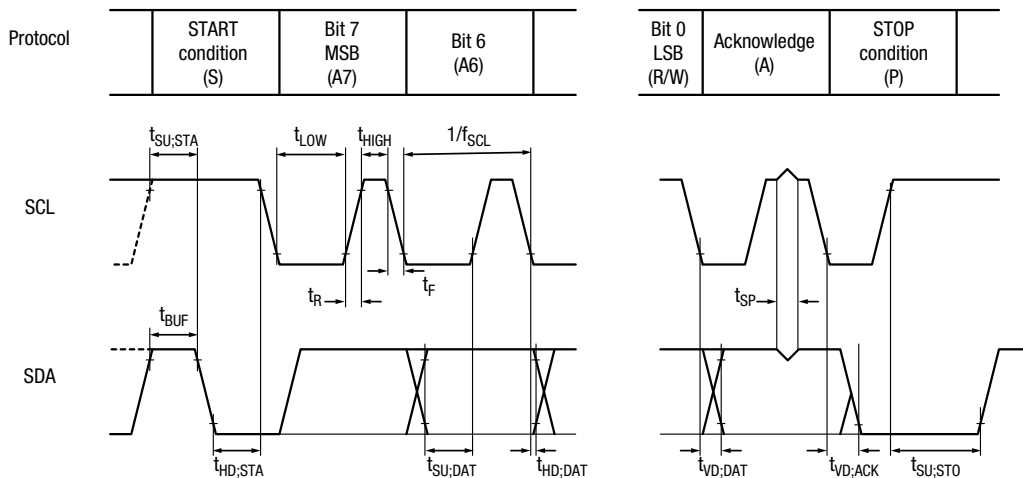 Protocol
START
condition
(S)
Bit 7
MSB
(A7)
Bit 6
(A6)
Bit 0
LSB
(R/W)
Acknowledge
(A)
STOP
condition
(P)
tSU;STA
tLOW
tHIGH
1/fSCL
SCL
tR
tF
tSP
tBUF
SDA
tHD;STA
tSU;DAT
tHD;DAT
tVD;DAT
tVD;ACK
tSU;STO